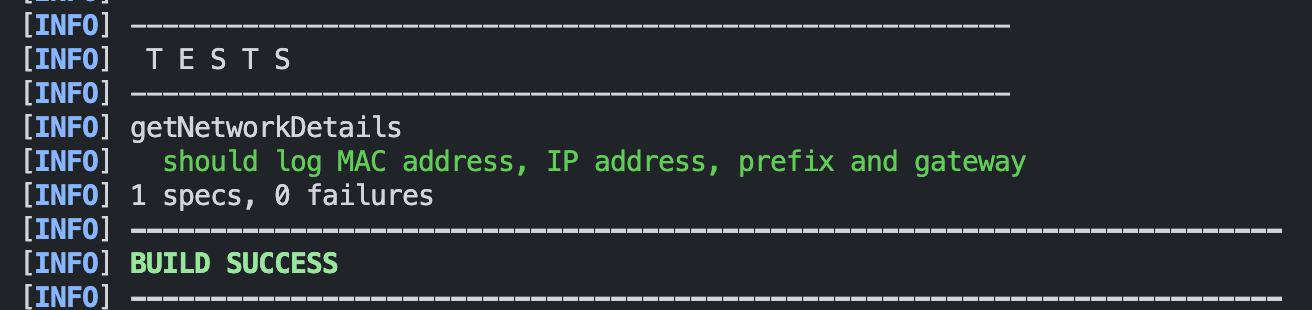 [INFO] -------------------------------------------------------
[INFO]  T E S T S
[INFO] -------------------------------------------------------
[INFO] getNetworkDetails
[INFO]   should log MAC address, IP address, prefix and gateway
[INFO] 1 specs, 0 failures
[INFO] ------------------------------------------------------------------------
[INFO] BUILD SUCCESS
[INFO] ------------------------------------------------------------------------